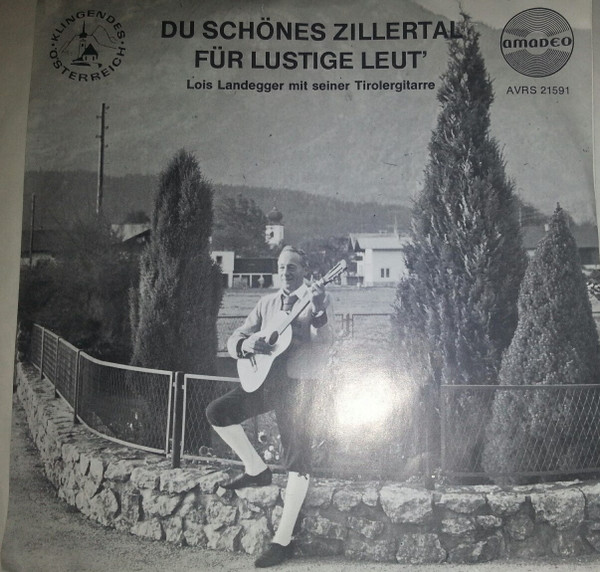 KLINGENDES
ÖSTERREICH
DU SCHÖNES ZILLERTAL
FÜR LUSTIGE LEUT'
Lois Landegger mit seiner Tirolergitarre
AMADEO
AVRS 21591